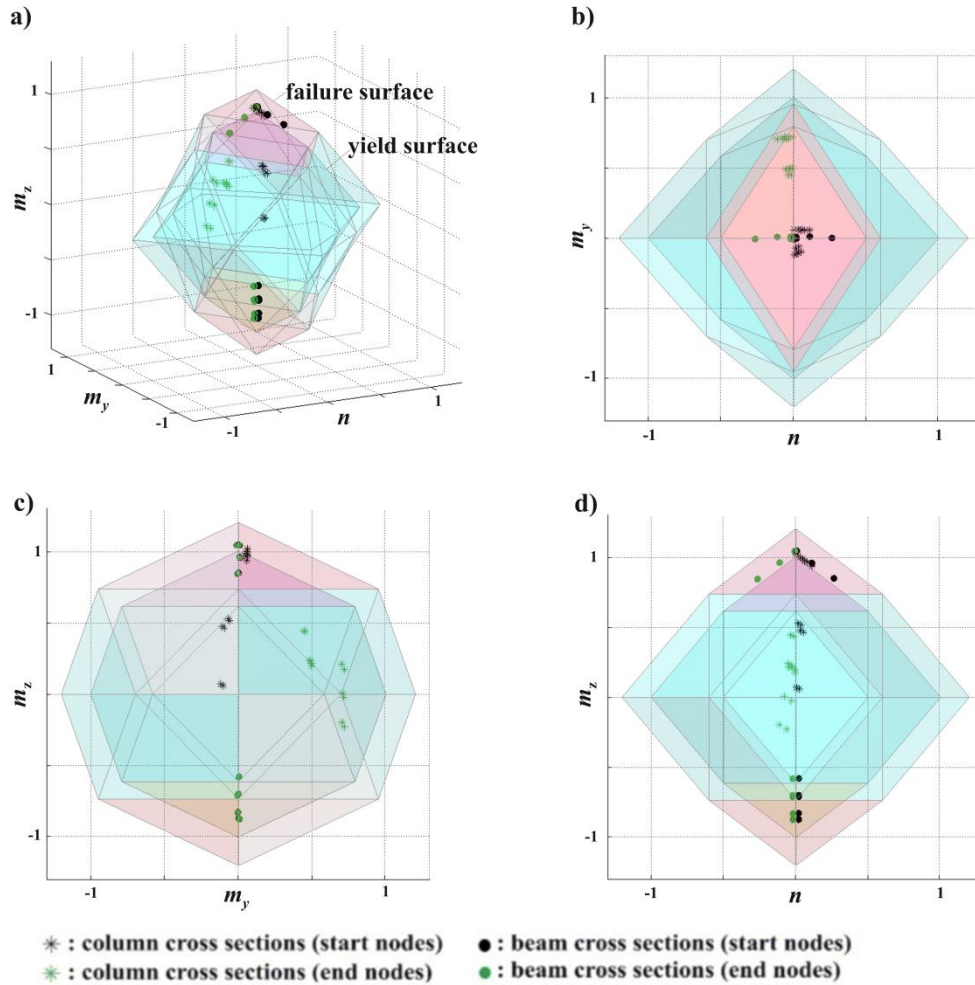 a)
failure surface
yield surface
1
m_z
-1
1
m_y
-1
-1
n
1
b)
1
m_y
-1
-1
n
1
c)
1
m_z
-1
-1
m_y
1
d)
1
m_z
-1
-1
n
1
✳ : column cross sections (start nodes) ● : beam cross sections (start nodes)
✳ : column cross sections (end nodes) ● : beam cross sections (end nodes)